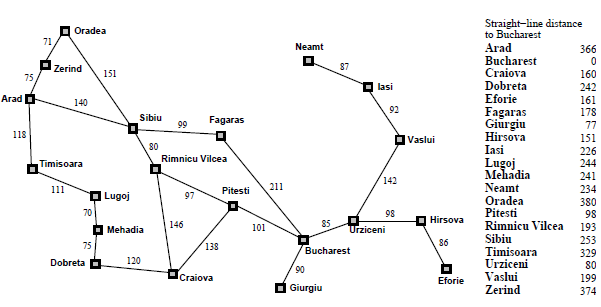 Oradea
71
Zerind
75
151
Arad
140
Sibiu
99
Fagaras
118
80
Rimnicu Vilcea
Timisoara
111
Lugoj
97
Pitesti
211
70
Mehadia
146
101
75
138
Dobreta
120
Craiova
Bucharest
90
Giurgiu
Neamt
87
Iasi
92
Vaslui
142
85
Urziceni
98
Hirsova
86
Eforie
Straight–line distance
to Bucharest
Arad 366
Bucharest 0
Craiova 160
Dobreta 242
Eforie 161
Fagaras 178
Giurgiu 77
Hirsova 151
Iasi 226
Lugoj 244
Mehadia 241
Neamt 234
Oradea 380
Pitesti 98
Rimnicu Vilcea 193
Sibiu 253
Timisoara 329
Urziceni 80
Vaslui 199
Zerind 374